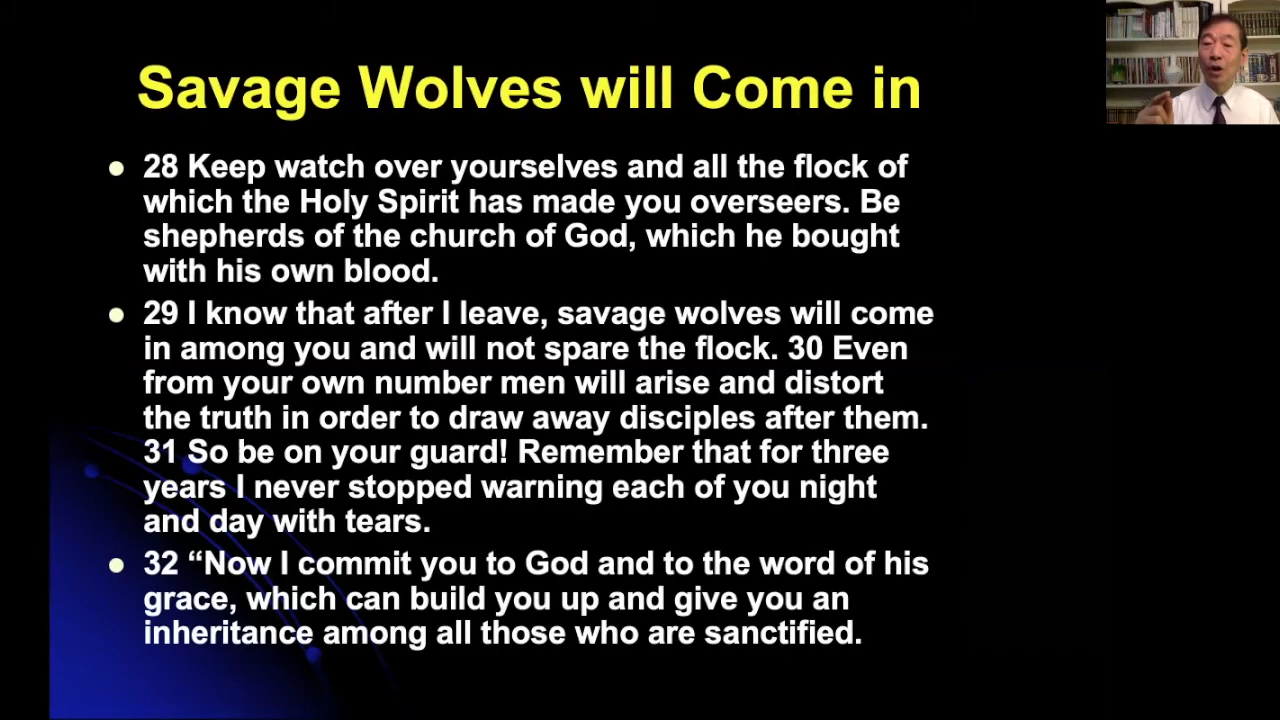 Savage Wolves will Come in
28 Keep watch over yourselves and all the flock of
which the Holy Spirit has made you overseers. Be
shepherds of the church of God, which he bought
with his own blood.
29 I know that after I leave, savage wolves will come
in among you and will not spare the flock. 30 Even
from your own number men will arise and distort
the truth in order to draw away disciples after them.
31 So be on your guard! Remember that for three
years I never stopped warning each of you night
and day with tears.
32 “Now I commit you to God and to the word of his
grace, which can build you up and give you an
inheritance among all those who are sanctified.